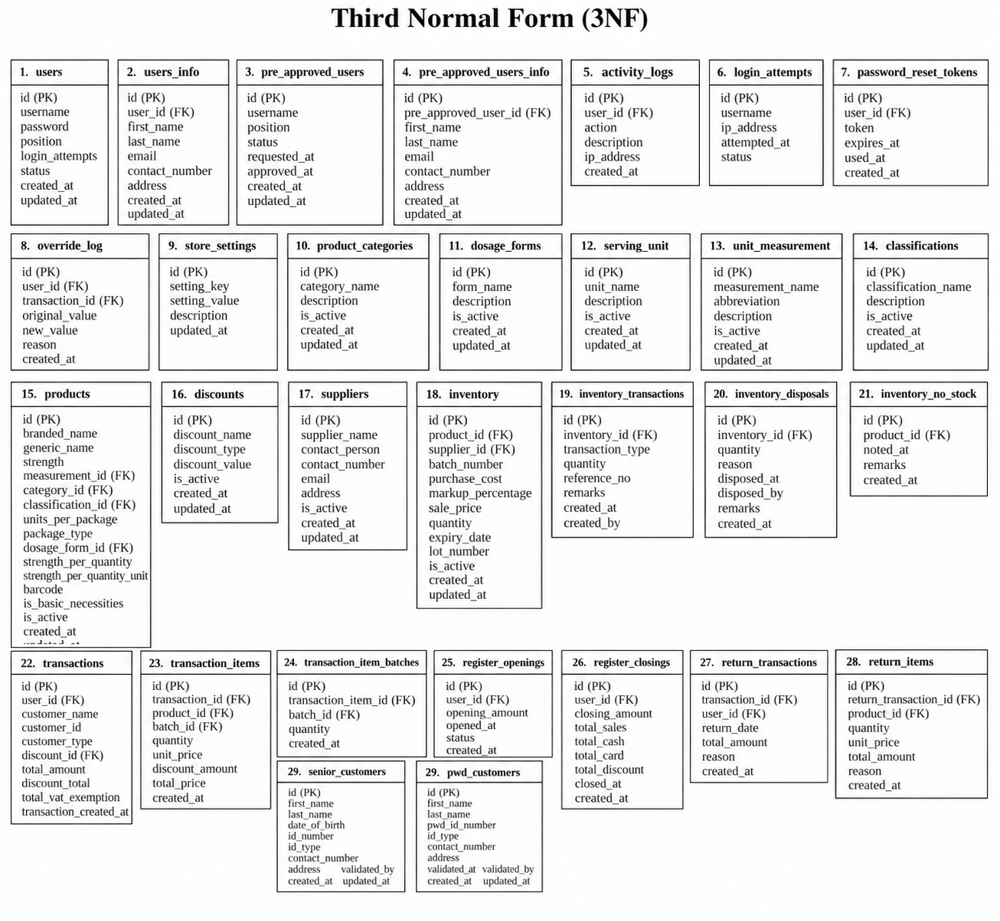 Third Normal Form (3NF)
1. users
id (PK)
username
password
position
login_attempts
status
created_at
updated_at
2. users_info
id (PK)
user_id (FK)
first_name
last_name
email
contact_number
address
created_at
updated_at
3. pre_approved_users
id (PK)
username
position
status
requested_at
approved_at
created_at
updated_at
4. pre_approved_users_info
id (PK)
pre_approved_user_id (FK)
first_name
last_name
email
contact_number
address
created_at
updated_at
5. activity_logs
id (PK)
user_id (FK)
action
description
ip_address
created_at
6. login_attempts
id (PK)
username
ip_address
attempted_at
status
7. password_reset_tokens
id (PK)
user_id (FK)
token
expires_at
used_at
created_at
8. override_log
id (PK)
user_id (FK)
transaction_id (FK)
original_value
new_value
reason
created_at
9. store_settings
id (PK)
setting_key
setting_value
description
updated_at
10. product_categories
id (PK)
category_name
description
is_active
created_at
updated_at
11. dosage_forms
id (PK)
form_name
description
is_active
created_at
updated_at
12. serving_unit
id (PK)
unit_name
description
is_active
created_at
updated_at
13. unit_measurement
id (PK)
measurement_name
abbreviation
description
is_active
created_at
updated_at
14. classifications
id (PK)
classification_name
description
is_active
created_at
updated_at
15. products
id (PK)
branded_name
generic_name
strength
measurement_id (FK)
category_id (FK)
classification_id (FK)
units_per_package
package_type
dosage_form_id (FK)
strength_per_quantity
strength_per_quantity_unit
barcode
is_basic_necessities
is_active
created_at
16. discounts
id (PK)
discount_name
discount_type
discount_value
is_active
created_at
updated_at
17. suppliers
id (PK)
supplier_name
contact_person
contact_number
email
address
is_active
created_at
updated_at
18. inventory
id (PK)
product_id (FK)
supplier_id (FK)
batch_number
purchase_cost
markup_percentage
sale_price
quantity
expiry_date
lot_number
is_active
created_at
updated_at
19. inventory_transactions
id (PK)
inventory_id (FK)
transaction_type
quantity
reference_no
remarks
created_at
created_by
20. inventory_disposals
id (PK)
inventory_id (FK)
quantity
reason
disposed_at
disposed_by
remarks
created_at
21. inventory_no_stock
id (PK)
product_id (FK)
noted_at
remarks
created_at
22. transactions
id (PK)
user_id (FK)
customer_name
customer_id
customer_type
discount_id (FK)
total_amount
discount_total
total_vat_exemption
transaction_created_at
23. transaction_items
id (PK)
transaction_id (FK)
product_id (FK)
batch_id (FK)
quantity
unit_price
discount_amount
total_price
created_at
24. transaction_item_batches
id (PK)
transaction_item_id (FK)
batch_id (FK)
quantity
created_at
25. register_openings
id (PK)
user_id (FK)
opening_amount
opened_at
status
created_at
26. register_closings
id (PK)
user_id (FK)
closing_amount
total_sales
total_cash
total_card
total_discount
closed_at
created_at
27. return_transactions
id (PK)
transaction_id (FK)
user_id (FK)
return_date
total_amount
reason
created_at
28. return_items
id (PK)
return_transaction_id (FK)
product_id (FK)
quantity
unit_price
total_amount
reason
created_at
29. senior_customers
id (PK)
first_name
last_name
date_of_birth
id_number
id_type
contact_number
address validated_by
created_at updated_at
29. pwd_customers
id (PK)
first_name
last_name
pwd_id_number
id_type
contact_number
address
validated_at validated_by
created_at updated_at